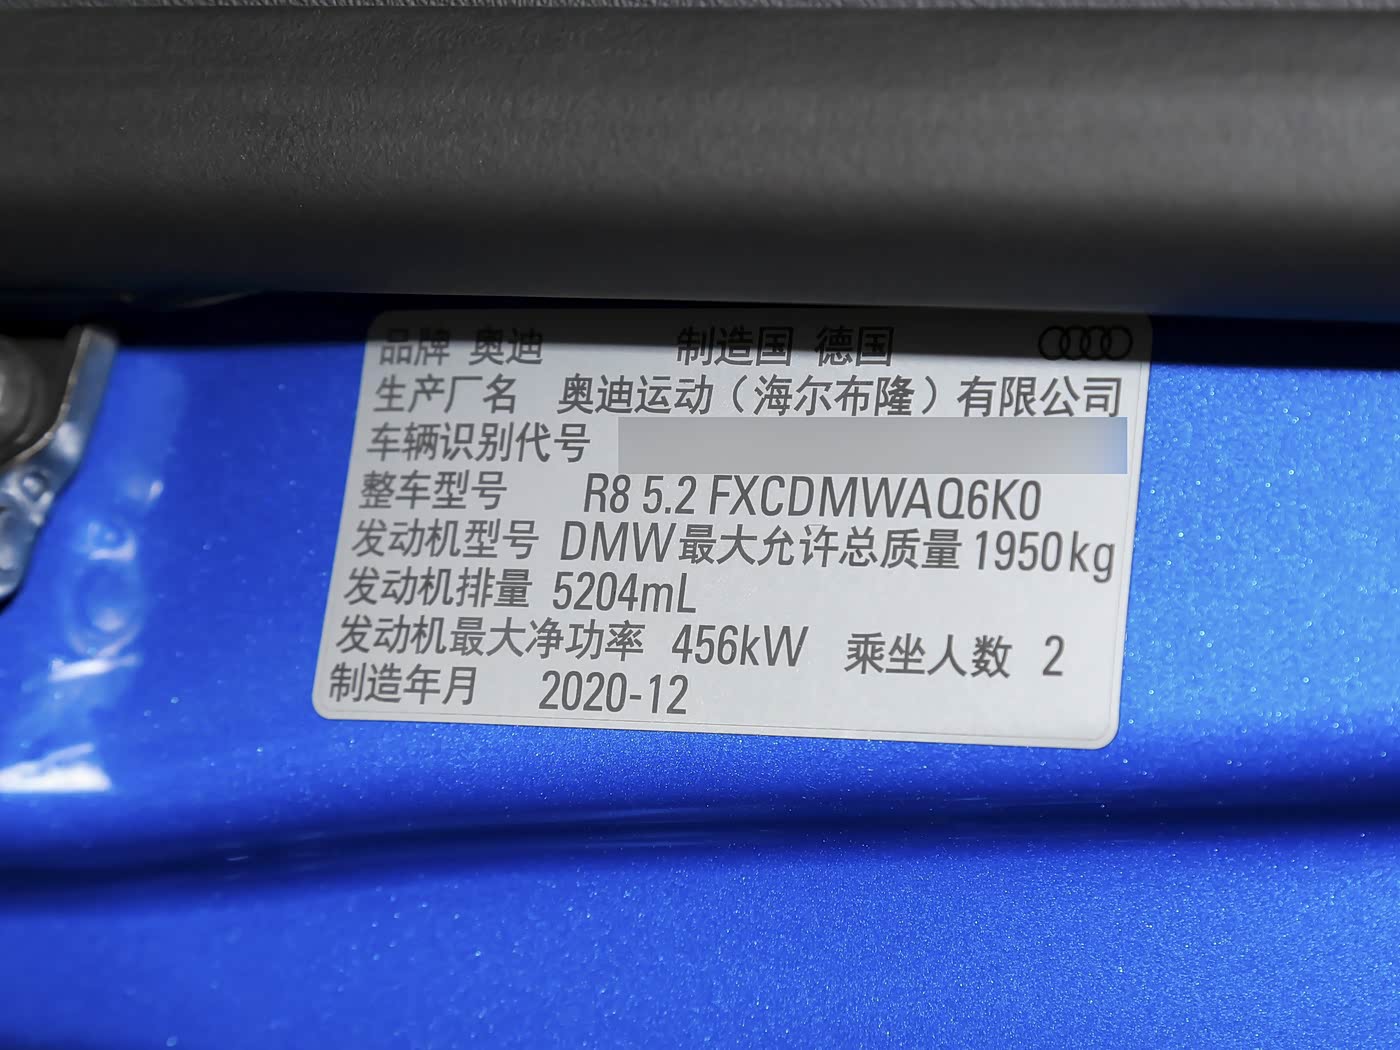 品牌 奥迪 制造国 德国
生产厂名 奥迪运动（海尔布隆）有限公司
车辆识别代号
整车型号 R8 5.2 FXCDMWAQ6K0
发动机型号 DMW 最大允许总质量 1950kg
发动机排量 5204mL
发动机最大净功率 456kW 乘坐人数 2
制造年月 2020-12